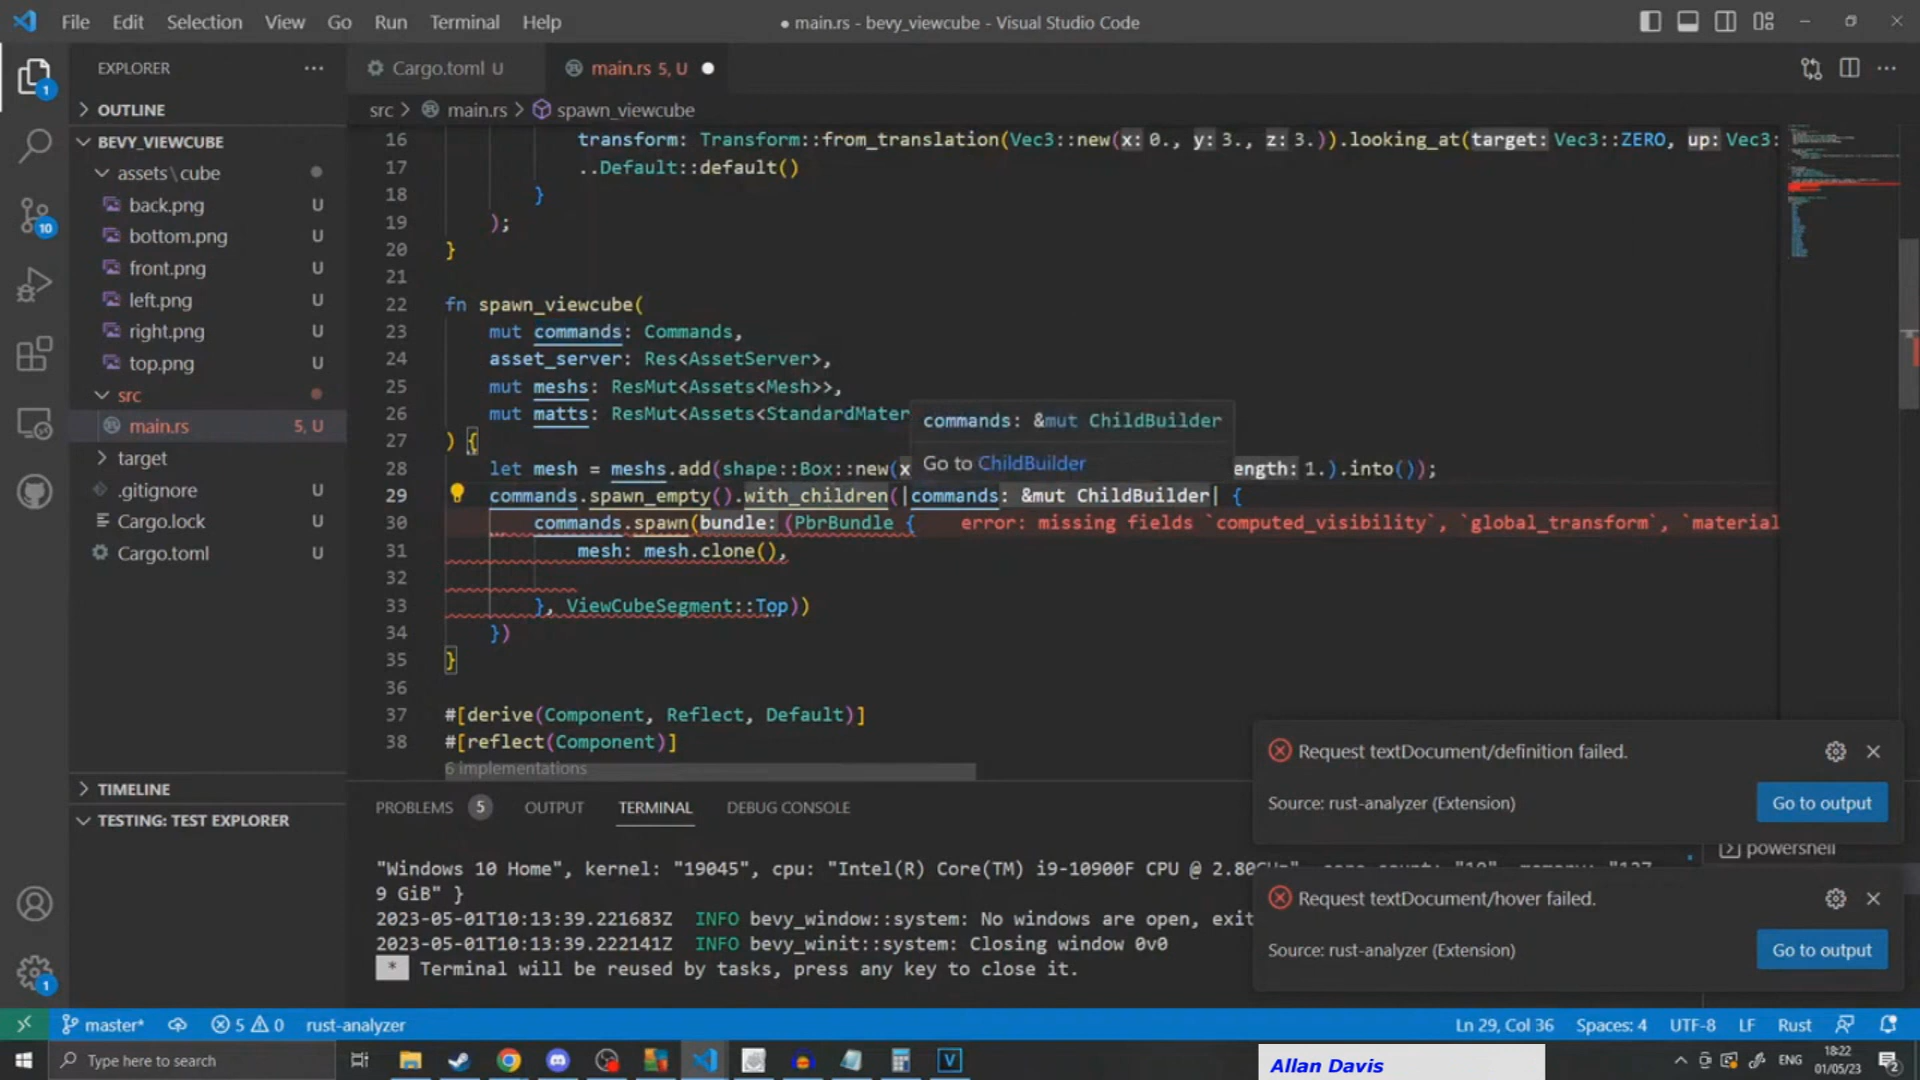 File Edit Selection View Go Run Terminal Help
● main.rs - bevy_viewcube - Visual Studio Code
EXPLORER
OUTLINE
BEVY_VIEWCUBE
assets\cube
back.png U
bottom.png U
front.png U
left.png U
right.png U
top.png U
src
main.rs 5, U
target
.gitignore
Cargo.lock
Cargo.toml
TIMELINE
TESTING: TEST EXPLORER
1
10
1
Cargo.toml U
main.rs 5, U
src > main.rs > spawn_viewcube
16 transform: Transform::from_translation(Vec3::new(x: 0., y: 3., z: 3.)).looking_at(target: Vec3::ZERO, up: Vec3:
17 ..Default::default()
18 }
19 );
20 }
21
22 fn spawn_viewcube(
23 mut commands: Commands,
24 asset_server: Res<AssetServer>,
25 mut meshs: ResMut<Assets<Mesh>>,
26 mut matts: ResMut<Assets<StandardMater
27 ) {
commands: &mut ChildBuilder
Go to ChildBuilder
28 let mesh = meshs.add(shape::Box::new(x ength: 1.).into());
29 commands.spawn_empty().with_children(|commands: &mut ChildBuilder| {
30 commands.spawn(bundle: (PbrBundle { error: missing fields `computed_visibility`, `global_transform`, `material
31 mesh: mesh.clone(),
32
33 }, ViewCubeSegment::Top))
34 })
35 }
36
37 #[derive(Component, Reflect, Default)]
38 #[reflect(Component)]
6 implementations
PROBLEMS 5 OUTPUT TERMINAL DEBUG CONSOLE
"Windows 10 Home", kernel: "19045", cpu: "Intel(R) Core(TM) i9-10900F CPU @ 2.80GHz"
9 GiB" }
2023-05-01T10:13:39.221683Z INFO bevy_window::system: No windows are open, exit
2023-05-01T10:13:39.222141Z INFO bevy_winit::system: Closing window 0v0
* Terminal will be reused by tasks, press any key to close it.
Request textDocument/definition failed.
Source: rust-analyzer (Extension)
Go to output
powershell
Request textDocument/hover failed.
Source: rust-analyzer (Extension)
Go to output
master* 5 0 rust-analyzer
Ln 29, Col 36 Spaces: 4 UTF-8 LF Rust
Type here to search
Allan Davis
ENG
18:22
01/05/23
2